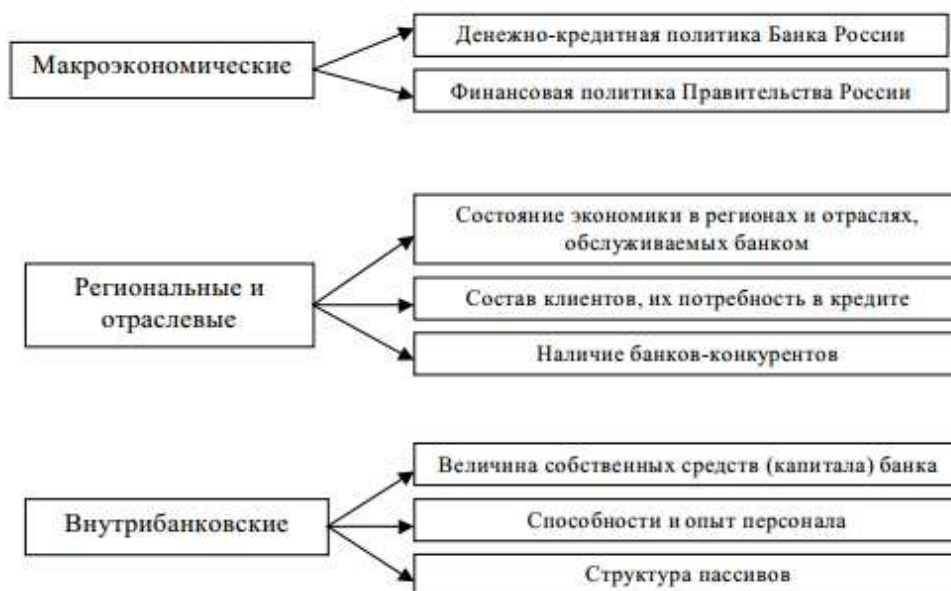 Макроэкономические
Денежно-кредитная политика Банка России
Финансовая политика Правительства России
Региональные и
отраслевые
Состояние экономики в регионах и отраслях,
обслуживаемых банком
Состав клиентов, их потребность в кредите
Наличие банков-конкурентов
Внутрибанковские
Величина собственных средств (капитала) банка
Способности и опыт персонала
Структура пассивов